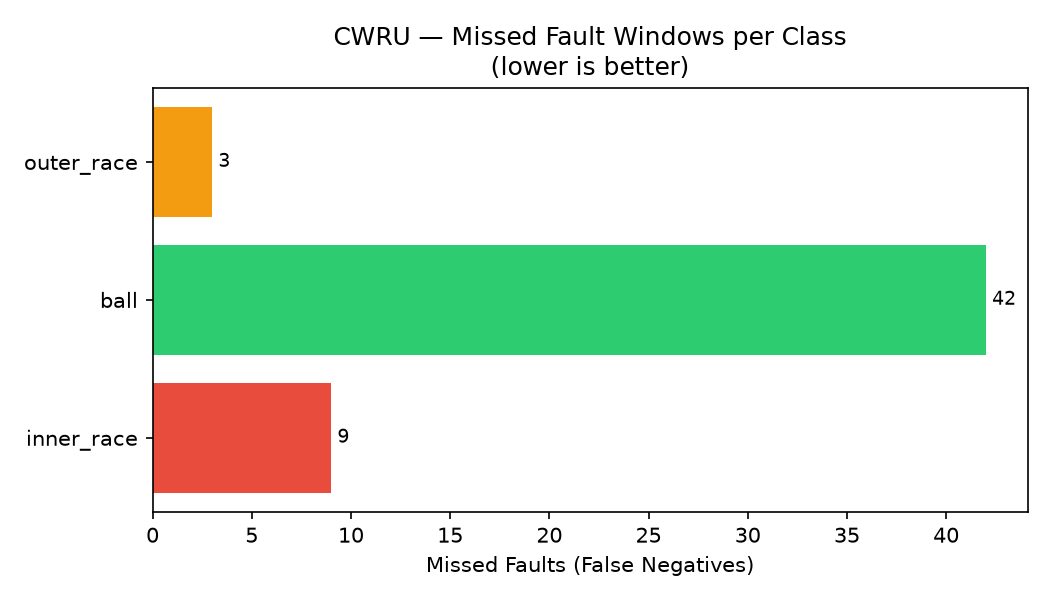 CWRU — Missed Fault Windows per Class
(lower is better)
outer_race
3
ball
42
inner_race
9
0 5 10 15 20 25 30 35 40
Missed Faults (False Negatives)